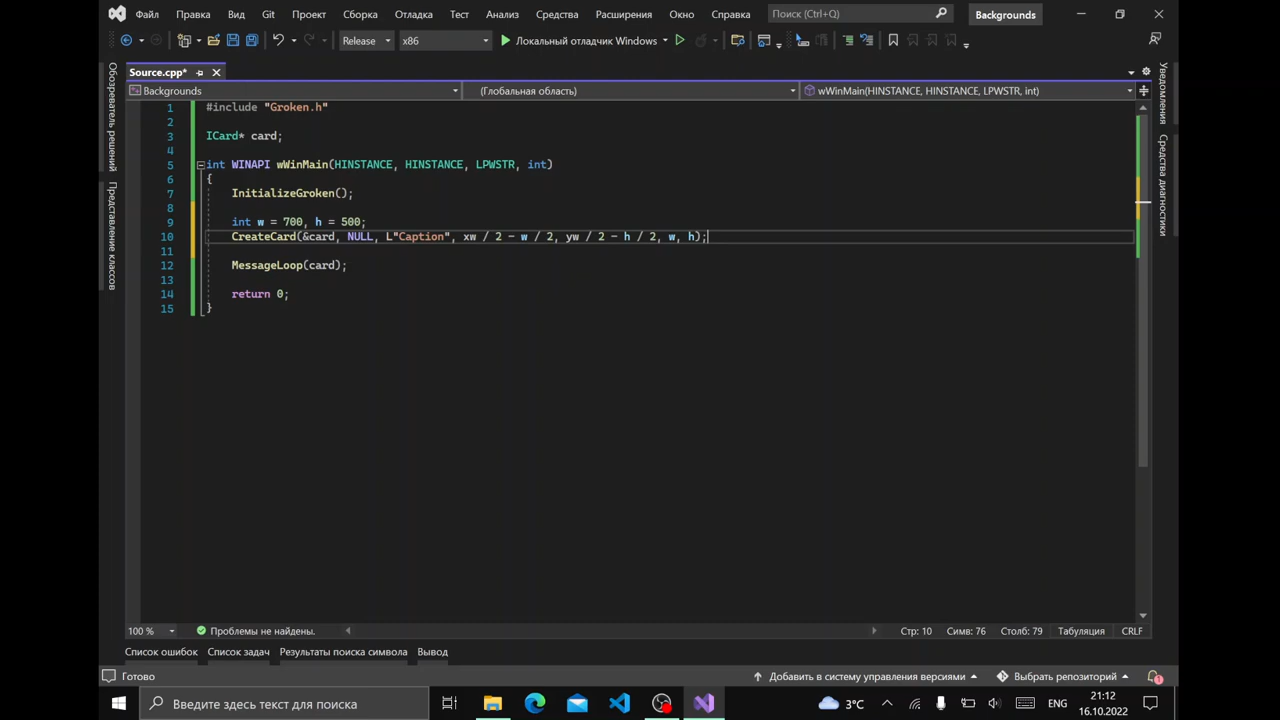 Файл Правка Вид Git Проект Сборка Отладка Тест Анализ Средства Расширения Окно Справка Поиск (Ctrl+Q) Backgrounds
Release x86 Локальный отладчик Windows
Source.cpp*
Backgrounds (Глобальная область) wWinMain(HINSTANCE, HINSTANCE, LPWSTR, int)
Обозреватель решений
Представление классов
Уведомления
Средства диагностики
1 #include "Groken.h"
2
3 ICard* card;
4
5 int WINAPI wWinMain(HINSTANCE, HINSTANCE, LPWSTR, int)
6 {
7 InitializeGroken();
8
9 int w = 700, h = 500;
10 CreateCard(&card, NULL, L"Caption", xw / 2 - w / 2, yw / 2 - h / 2, w, h);
11
12 MessageLoop(card);
13
14 return 0;
15 }
100 % Проблемы не найдены. Стр: 10 Симв: 76 Столб: 79 Табуляция CRLF
Список ошибок Список задач Результаты поиска символа Вывод
Готово Добавить в систему управления версиями Выбрать репозиторий 1
Введите здесь текст для поиска 3°C ENG 21:12
16.10.2022